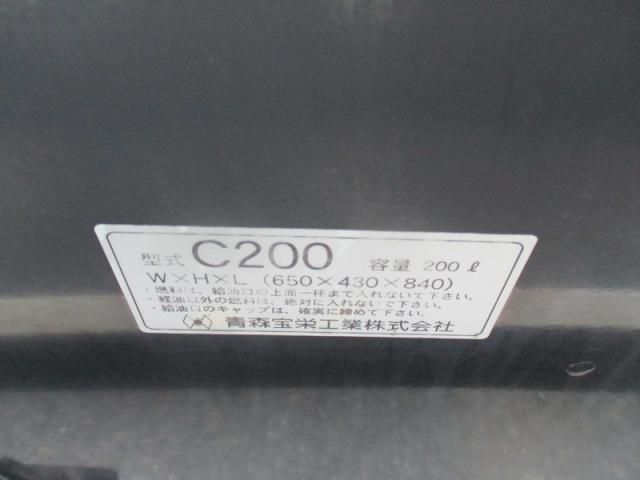 型式 C200 容量 200ℓ
W×H×L (650×430×840)
・燃料は、給油口の上面一杯まで入れないで下さい。
・軽油以外の燃料は、絶対に入れないで下さい。
・給油口のキャップは、確実に締めて下さい。
青森宝栄工業株式会社